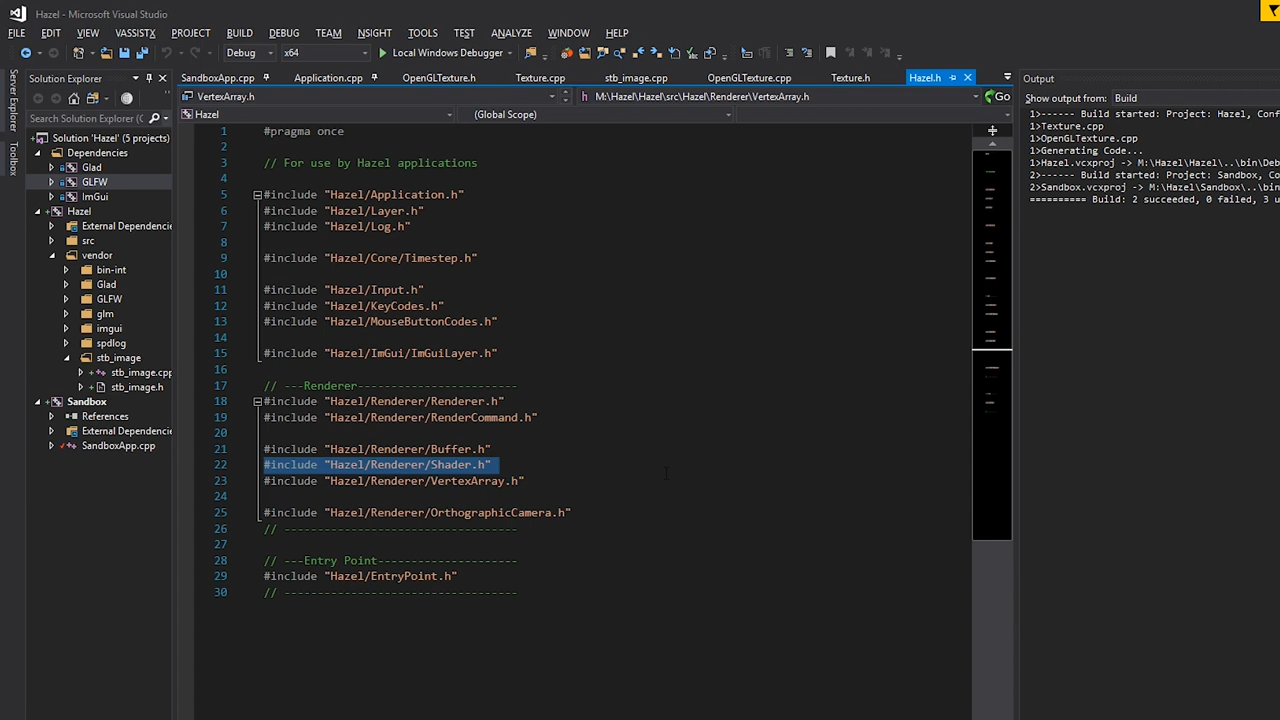 Hazel - Microsoft Visual Studio
FILE EDIT VIEW VASSISTX PROJECT BUILD DEBUG TEAM NSIGHT TOOLS TEST ANALYZE WINDOW HELP
Debug x64 Local Windows Debugger
Server Explorer
Toolbox
Solution Explorer
Search Solution Explorer
Solution 'Hazel' (5 projects)
Dependencies
Glad
GLFW
ImGui
Hazel
External Dependencie
src
vendor
bin-int
Glad
GLFW
glm
imgui
spdlog
stb_image
stb_image.cpp
stb_image.h
Sandbox
References
External Dependencie
SandboxApp.cpp
SandboxApp.cpp Application.cpp OpenGLTexture.h Texture.cpp stb_image.cpp OpenGLTexture.cpp Texture.h Hazel.h
VertexArray.h M:\Hazel\Hazel\src\Hazel\Renderer\VertexArray.h Go
Hazel (Global Scope)
1 #pragma once
2
3 // For use by Hazel applications
4
5 #include "Hazel/Application.h"
6 #include "Hazel/Layer.h"
7 #include "Hazel/Log.h"
8
9 #include "Hazel/Core/Timestep.h"
10
11 #include "Hazel/Input.h"
12 #include "Hazel/KeyCodes.h"
13 #include "Hazel/MouseButtonCodes.h"
14
15 #include "Hazel/ImGui/ImGuiLayer.h"
16
17 // ---Renderer------------------------
18 #include "Hazel/Renderer/Renderer.h"
19 #include "Hazel/Renderer/RenderCommand.h"
20
21 #include "Hazel/Renderer/Buffer.h"
22 #include "Hazel/Renderer/Shader.h"
23 #include "Hazel/Renderer/VertexArray.h"
24
25 #include "Hazel/Renderer/OrthographicCamera.h"
26 // -----------------------------------
27
28 // ---Entry Point---------------------
29 #include "Hazel/EntryPoint.h"
30 // -----------------------------------
Output
Show output from: Build
1>------ Build started: Project: Hazel, Conf
1>Texture.cpp
1>OpenGLTexture.cpp
1>Generating Code...
1>Hazel.vcxproj -> M:\Hazel\Hazel\..\bin\Deb
2>------ Build started: Project: Sandbox, Co
2>Sandbox.vcxproj -> M:\Hazel\Sandbox\..\bin
========== Build: 2 succeeded, 0 failed, 3 u